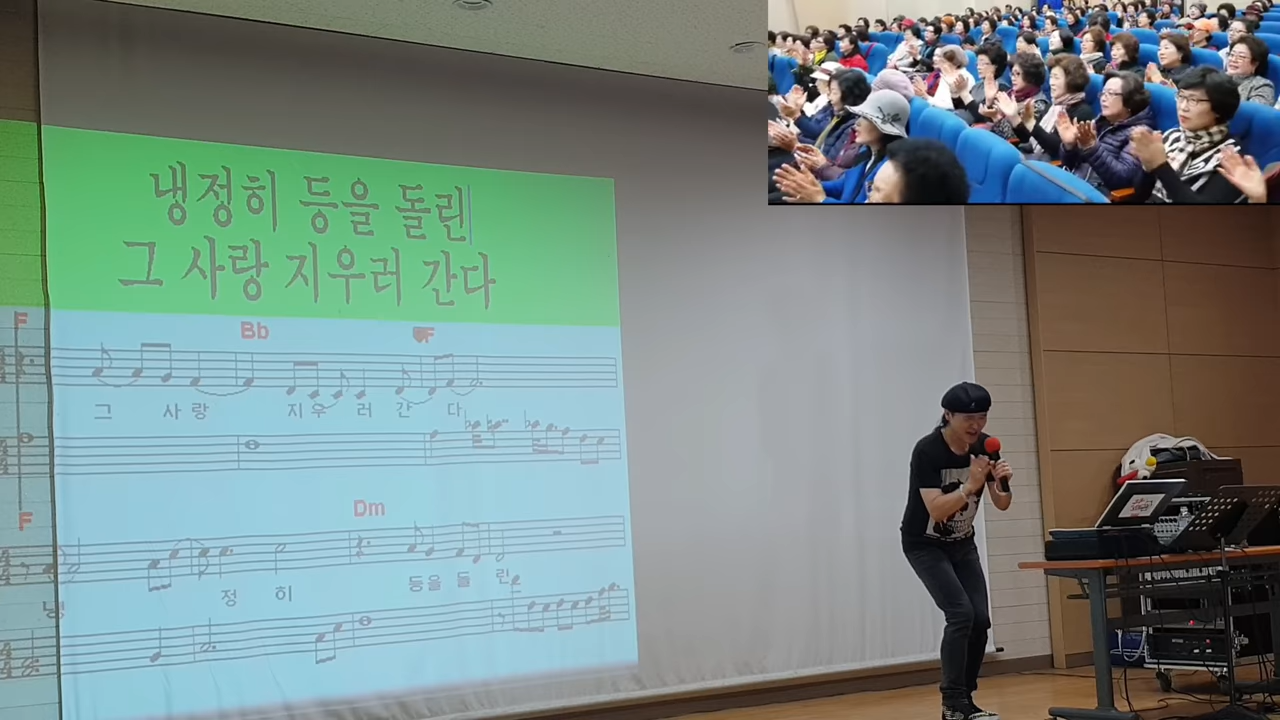 냉정히 등을 돌린
그 사랑 지우러 간다
F Bb F
그 사랑 지우 러 간 다
F Dm
냉 정 히 등을 돌 린